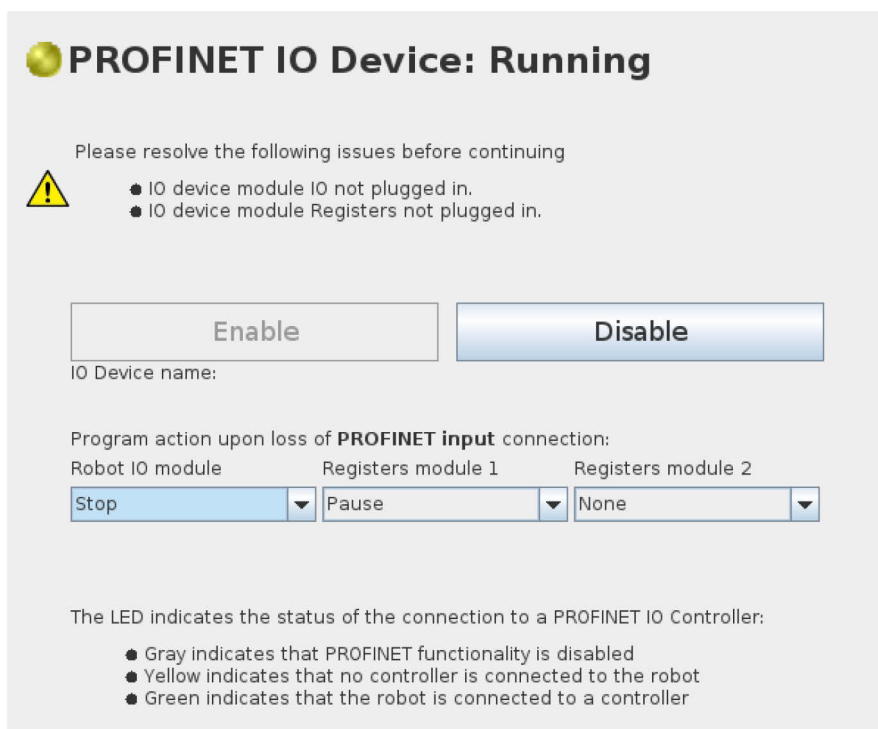 PROFINET IO Device: Running
Please resolve the following issues before continuing
IO device module IO not plugged in.
IO device module Registers not plugged in.
Enable Disable
IO Device name:
Program action upon loss of PROFINET input connection:
Robot IO module Registers module 1 Registers module 2
Stop Pause None
The LED indicates the status of the connection to a PROFINET IO Controller:
Gray indicates that PROFINET functionality is disabled
Yellow indicates that no controller is connected to the robot
Green indicates that the robot is connected to a controller